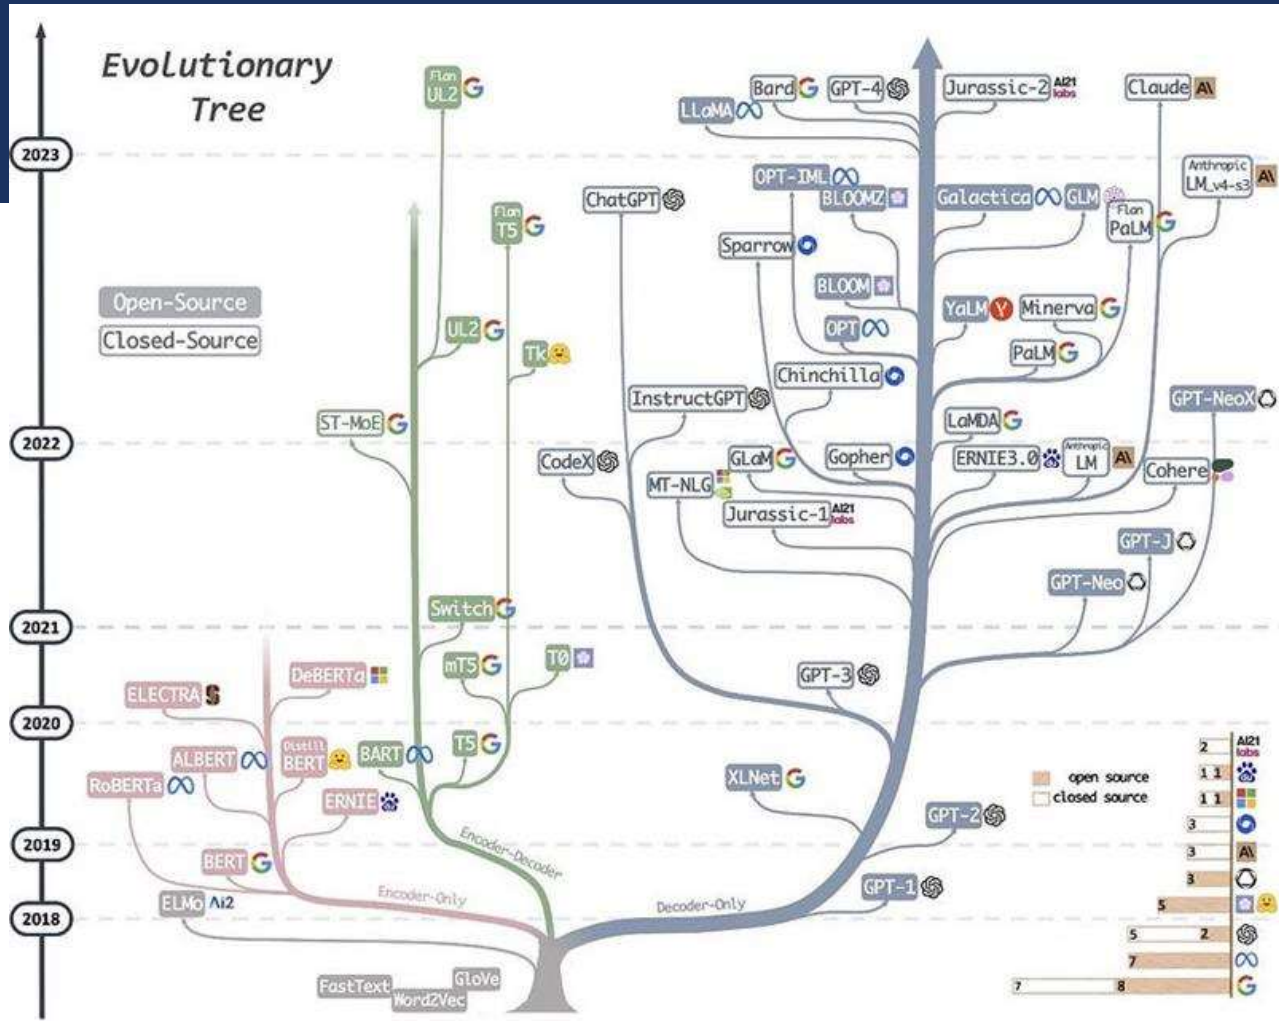 Evolutionary
Tree
2023
2022
2021
2020
2019
2018
Open-Source
Closed-Source
Flan
UL2
Flan
T5
UL2
Tk
ST-MoE
Switch
mT5
T0
T5
BART
Encoder-Decoder
DeBERTa
ELECTRA
ALBERT
Distill
BERT
RoBERTa
ERNIE
BERT
Encoder-Only
ELMo Ai2
FastText
Word2Vec
GloVe
Bard
GPT-4
Jurassic-2 AI21 labs
Claude A\
LLaMA
OPT-IML
BLOOMZ
Galactica
GLM
Anthropic
LM_v4-s3 A\
ChatGPT
Flan
PaLM
Sparrow
BLOOM
YaLM
Minerva
OPT
PaLM
Chinchilla
InstructGPT
GPT-NeoX
LaMDA
CodeX
GLaM
Gopher
ERNIE3.0
Anthropic
LM A\
Cohere
MT-NLG
Jurassic-1 AI21 labs
GPT-J
GPT-Neo
GPT-3
XLNet
GPT-2
GPT-1
Decoder-Only
open source
closed source
2 AI21 labs
1 1
1 1
3
3 A\
3
5
5 2
7
7 8